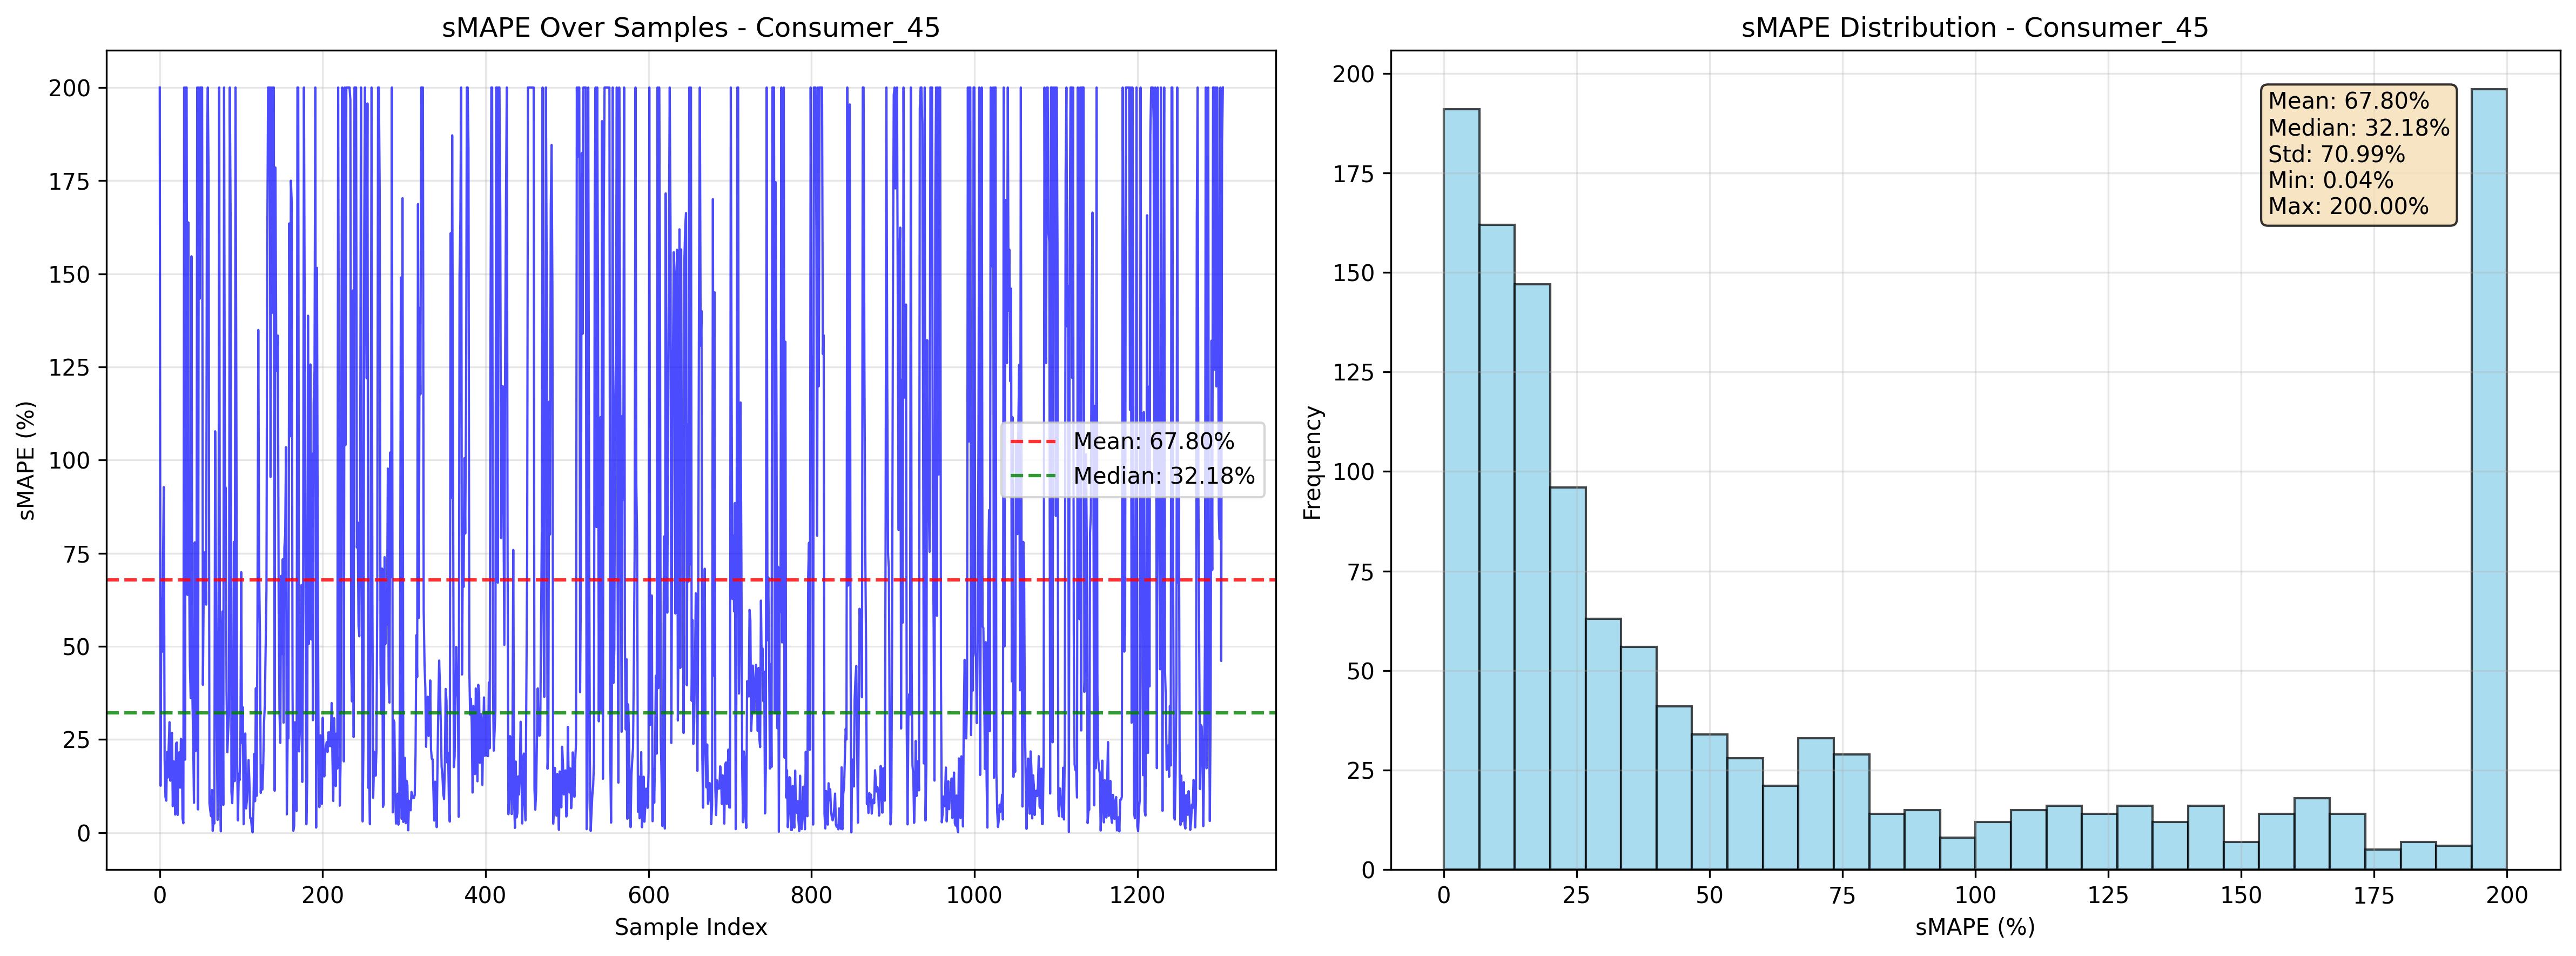 sMAPE Over Samples - Consumer_45
sMAPE (%)
200
175
150
125
100
75
50
25
0
Mean: 67.80%
Median: 32.18%
0
200
400
600
800
1000
1200
Sample Index
sMAPE Distribution - Consumer_45
Frequency
200
175
150
125
100
75
50
25
0
Mean: 67.80%
Median: 32.18%
Std: 70.99%
Min: 0.04%
Max: 200.00%
0
25
50
75
100
125
150
175
200
sMAPE (%)